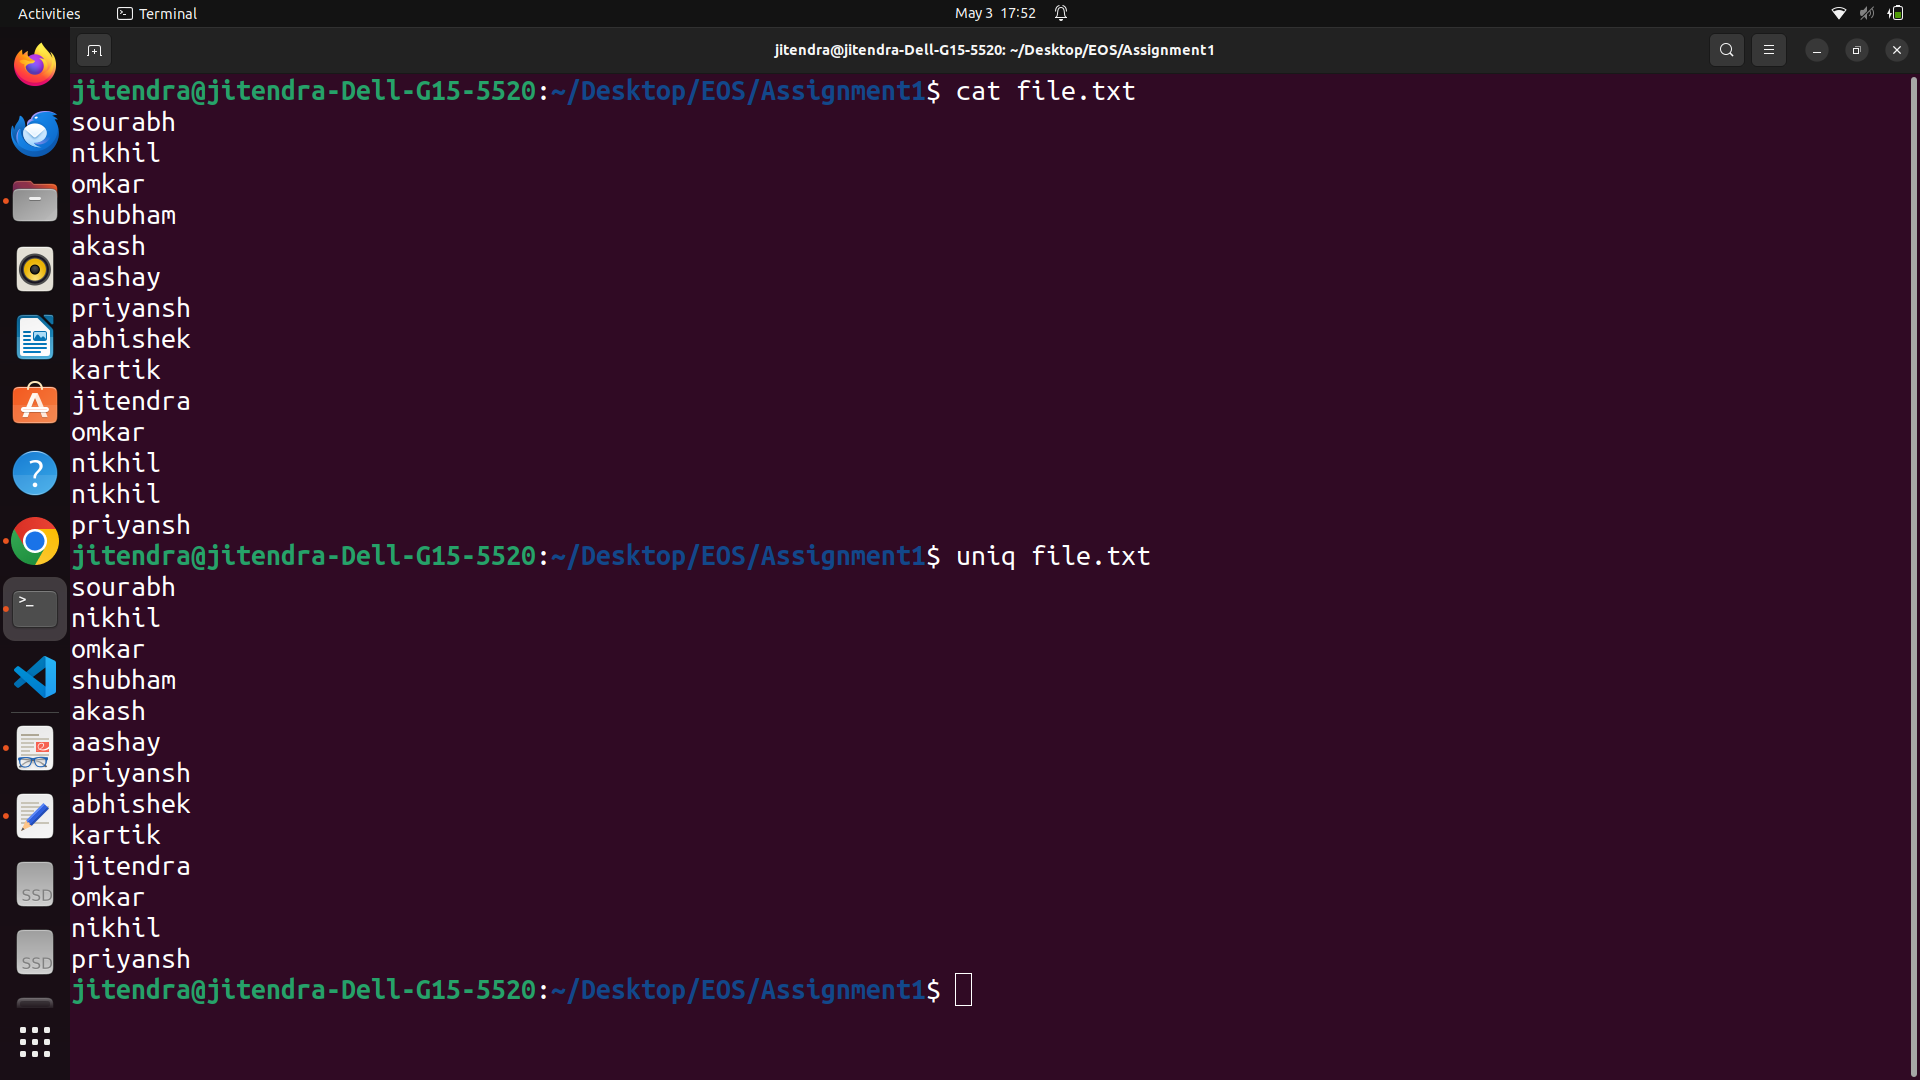 Activities
Terminal
May 3 17:52
jitendra@jitendra-Dell-G15-5520: ~/Desktop/EOS/Assignment1
jitendra@jitendra-Dell-G15-5520:~/Desktop/EOS/Assignment1$ cat file.txt
sourabh
nikhil
omkar
shubham
akash
aashay
priyansh
abhishek
kartik
jitendra
omkar
nikhil
nikhil
priyansh
jitendra@jitendra-Dell-G15-5520:~/Desktop/EOS/Assignment1$ uniq file.txt
sourabh
nikhil
omkar
shubham
akash
aashay
priyansh
abhishek
kartik
jitendra
omkar
nikhil
priyansh
jitendra@jitendra-Dell-G15-5520:~/Desktop/EOS/Assignment1$
SSD
SSD